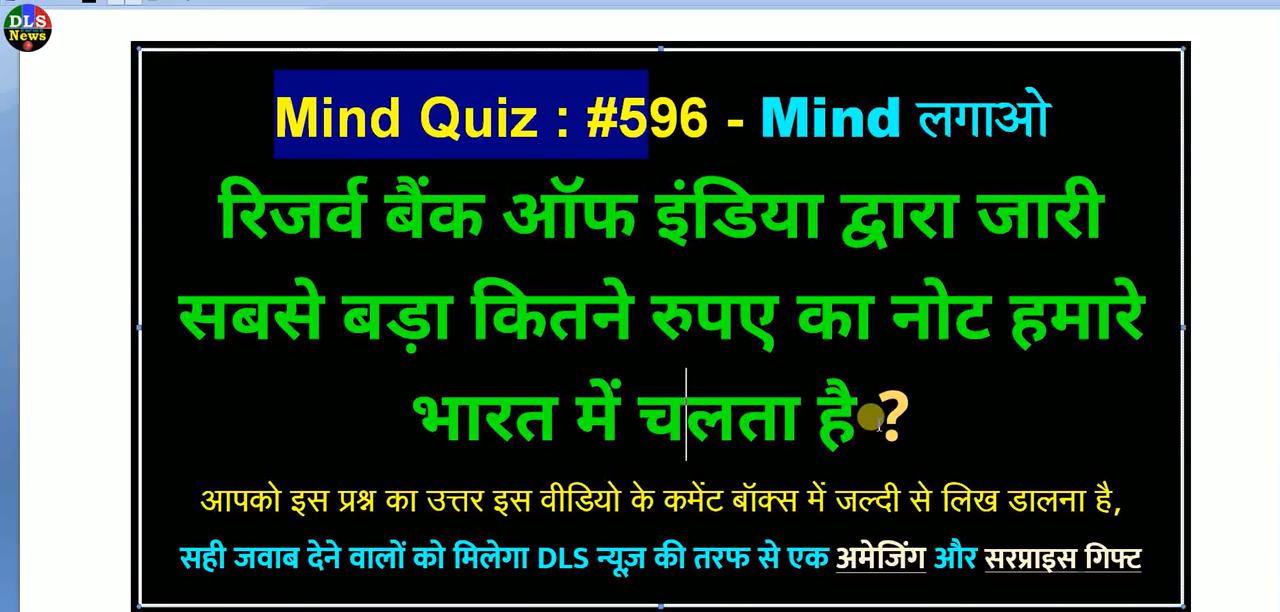 DLS
News
Mind Quiz : #596 - Mind लगाओ
रिजर्व बैंक ऑफ इंडिया द्वारा जारी
सबसे बड़ा कितने रुपए का नोट हमारे
भारत में चलता है ?
आपको इस प्रश्न का उत्तर इस वीडियो के कमेंट बॉक्स में जल्दी से लिख डालना है,
सही जवाब देने वालों को मिलेगा DLS न्यूज़ की तरफ से एक अमेजिंग और सरप्राइस गिफ्ट